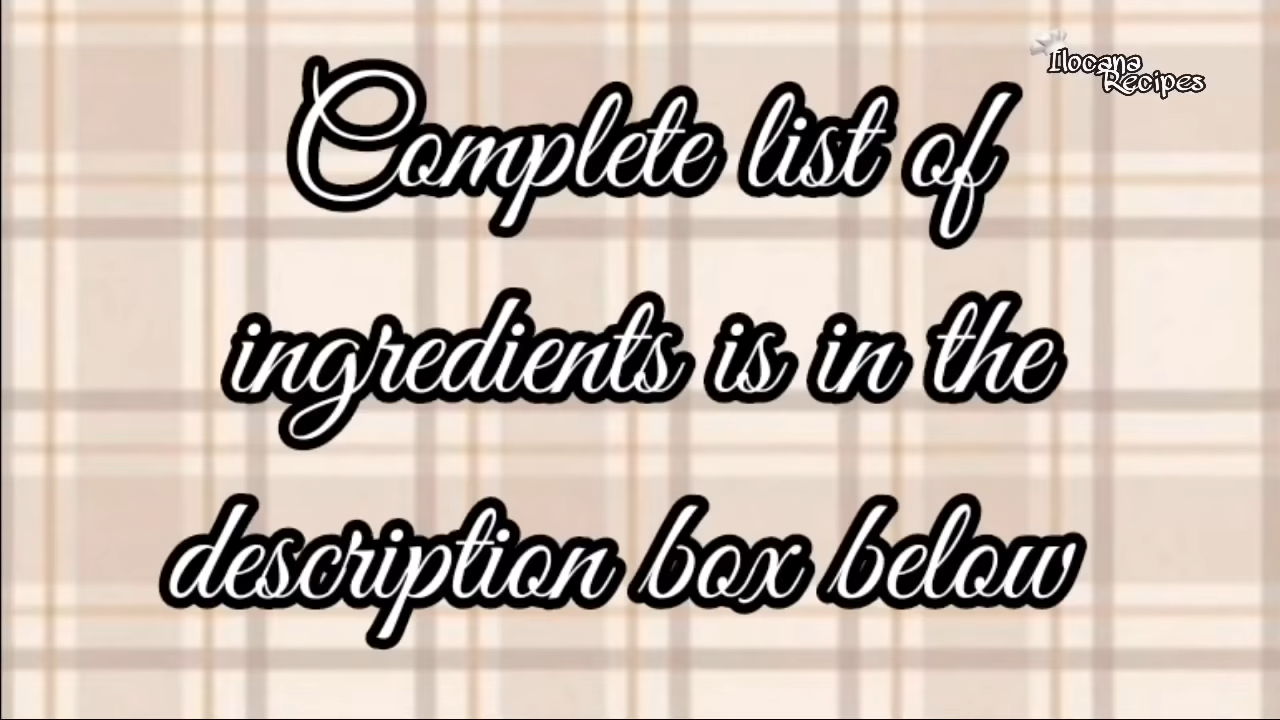 Ilocana
Recipes
Complete list of
ingredients is in the
description box below